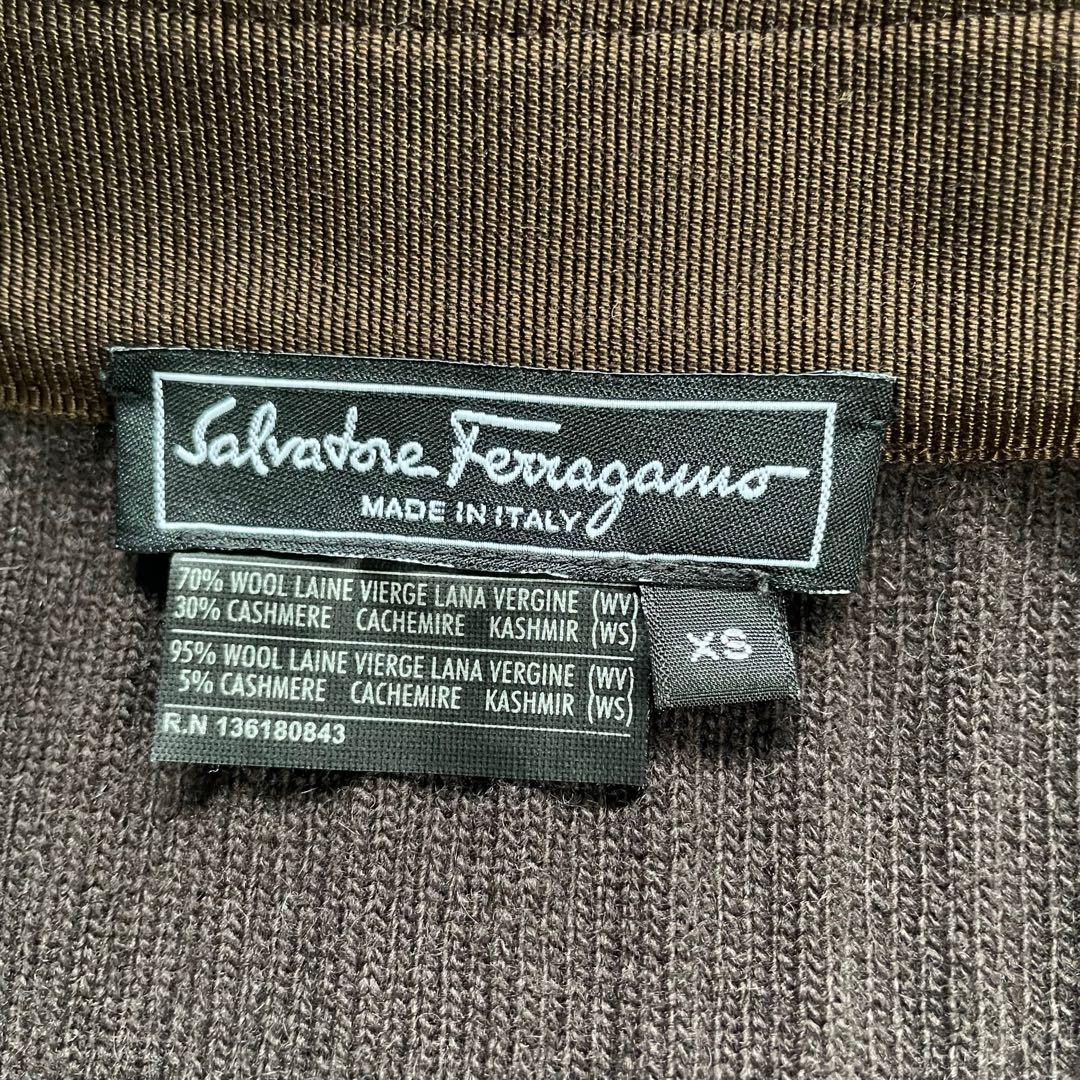 Salvatore Ferragamo
MADE IN ITALY
70% WOOL LAINE VIERGE LANA VERGINE (WV)
30% CASHMERE CACHEMIRE KASHMIR (WS)
95% WOOL LAINE VIERGE LANA VERGINE (WV)
5% CASHMERE CACHEMIRE KASHMIR (WS)
R.N 136180843
XS